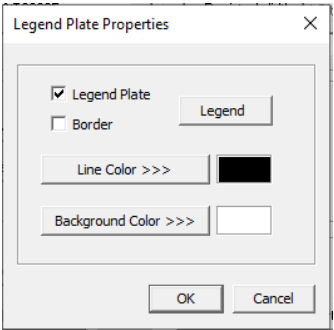 Legend Plate Properties
Legend Plate
Legend
Border
Line Color >>>
Background Color >>>
OK
Cancel